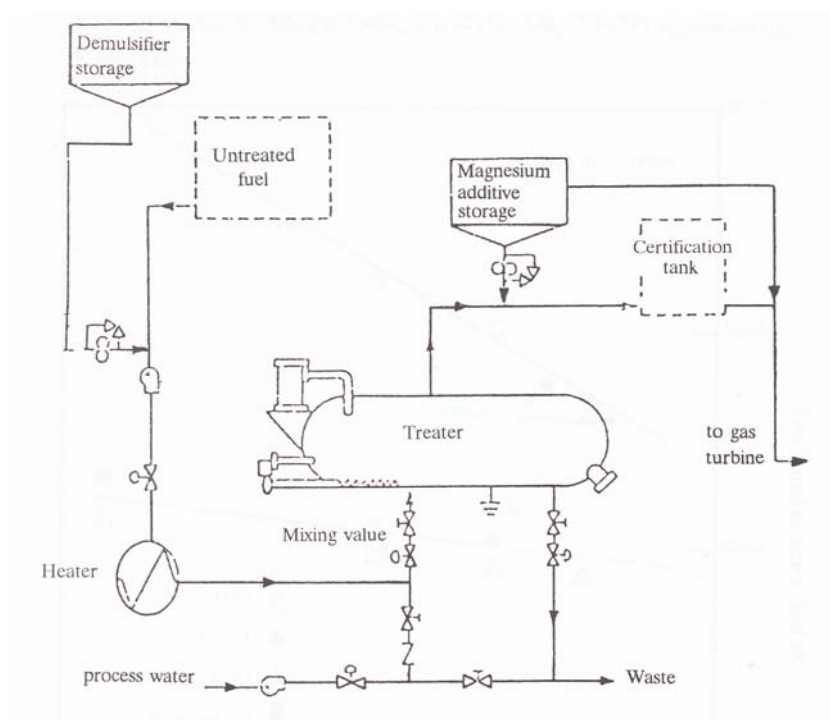 Demulsifier
storage
Untreated
fuel
Magnesium
additive
storage
Certification
tank
Treater
to gas
turbine
Mixing value
Heater
process water
Waste